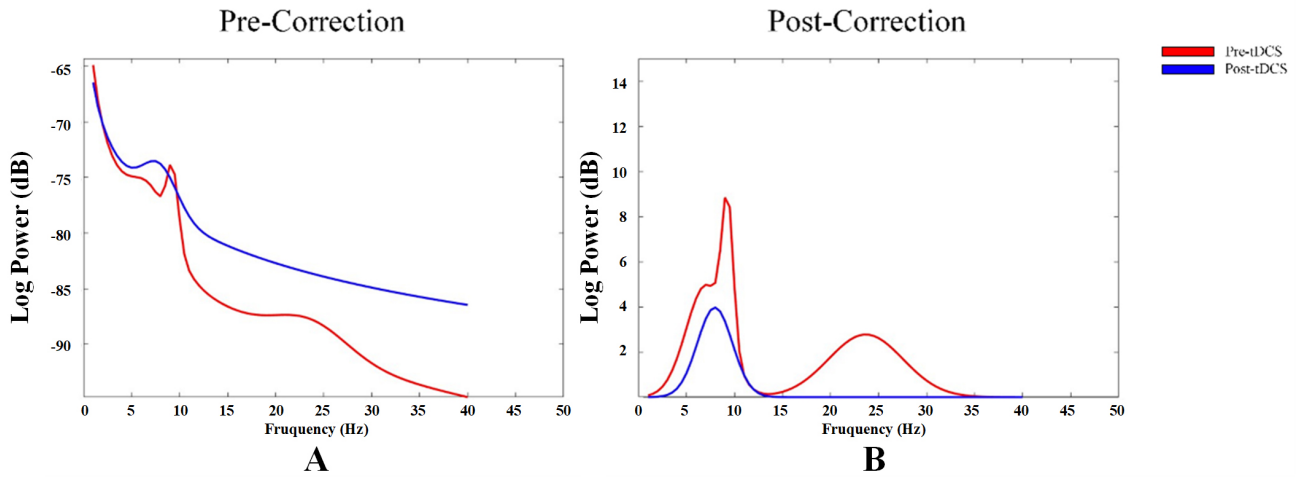 Pre-Correction
Post-Correction
Pre-tDCS
Post-tDCS
Log Power (dB)
-65
-70
-75
-80
-85
-90
0 5 10 15 20 25 30 35 40 45 50
Fruquency (Hz)
A
Log Power (dB)
14
12
10
8
6
4
2
0 5 10 15 20 25 30 35 40 45 50
Fruquency (Hz)
B